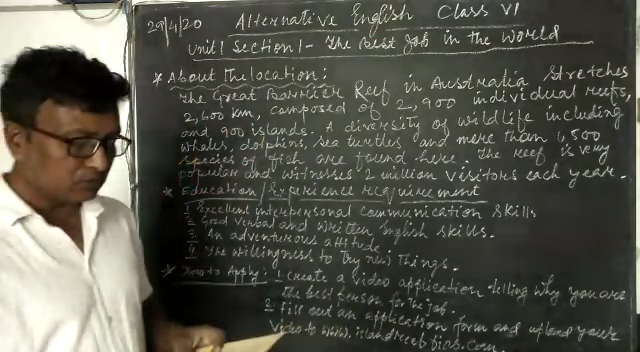 29/4/20 Alternative English Class VI
Unit 1 Section 1 - The Best Job in the World
* About the location:
The Great Barrier Reef in Australia stretches
2,600 km, composed of 2,900 individual reefs,
and 900 islands. A diversity of wildlife including
whales, dolphins, sea turtles and more than 1,500
species of fish are found here. The reef is very
popular and witnesses 2 million visitors each year.
* Education/Experience requirement
1. Excellent interpersonal communication skills
2. Good verbal and written English skills.
3. An adventurous attitude.
4. The willingness to try new things.
* How to Apply: 1. Create a video application telling why you are
the best person for the job.
2. Fill out an application form and upload your
video to www.islandreefjob.com.